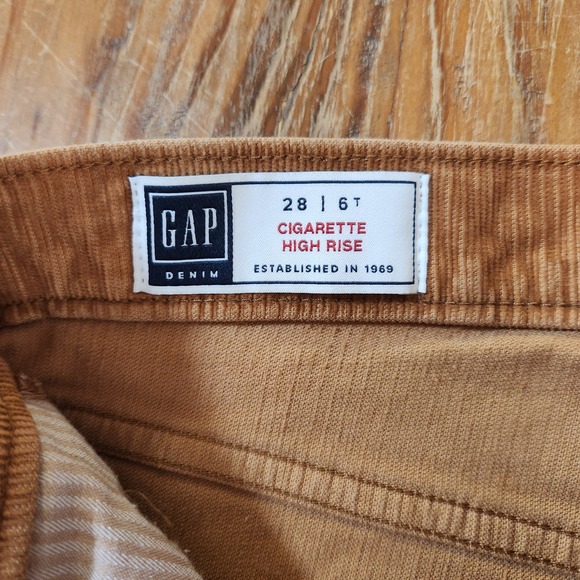 GAP
DENIM
28 | 6T
CIGARETTE
HIGH RISE
ESTABLISHED IN 1969